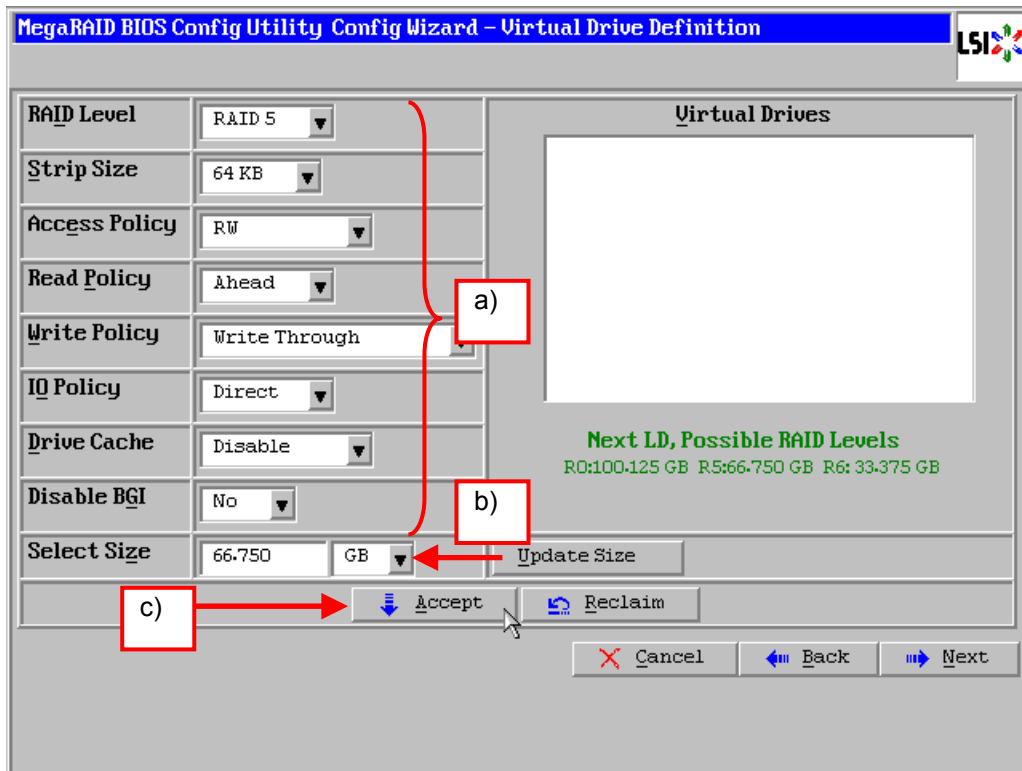 MegaRAID BIOS Config Utility Config Wizard – Virtual Drive Definition
LSI
RAID Level
RAID 5
Strip Size
64 KB
Access Policy
RW
Read Policy
Ahead
Write Policy
Write Through
IO Policy
Direct
Drive Cache
Disable
Disable BGI
No
Select Size
66.750
GB
a)
b)
c)
Virtual Drives
Next LD, Possible RAID Levels
R0:100.125 GB R5:66.750 GB R6: 33.375 GB
Update Size
Accept
Reclaim
Cancel
Back
Next